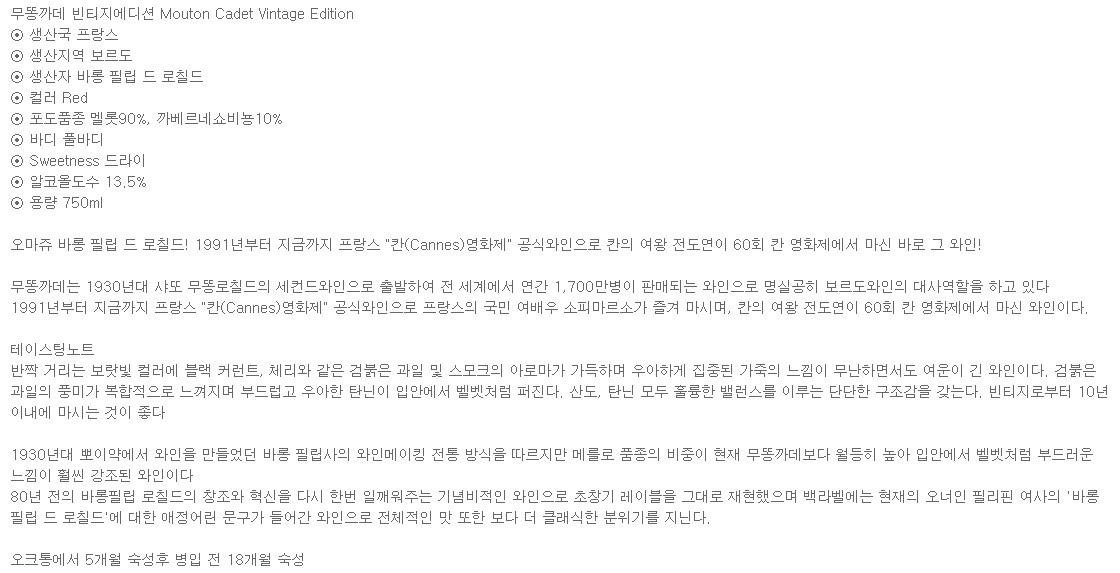 무똥까데 빈티지에디션 Mouton Cadet Vintage Edition
⊙ 생산국 프랑스
⊙ 생산지역 보르도
⊙ 생산자 바롱 필립 드 로칠드
⊙ 컬러 Red
⊙ 포도품종 멜롯90%, 까베르네쇼비뇽10%
⊙ 바디 풀바디
⊙ Sweetness 드라이
⊙ 알코올도수 13.5%
⊙ 용량 750ml
오마쥬 바롱 필립 드 로칠드! 1991년부터 지금까지 프랑스 "칸(Cannes)영화제" 공식와인으로 칸의 여왕 전도연이 60회 칸 영화제에서 마신 바로 그 와인!
무똥까데는 1930년대 샤또 무똥로칠드의 세컨드와인으로 출발하여 전 세계에서 연간 1,700만병이 판매되는 와인으로 명실공히 보르도와인의 대사역할을 하고 있다
1991년부터 지금까지 프랑스 "칸(Cannes)영화제" 공식와인으로 프랑스의 국민 여배우 소피마르소가 즐겨 마시며, 칸의 여왕 전도연이 60회 칸 영화제에서 마신 와인이다.
테이스팅노트
반짝 거리는 보랏빛 컬러에 블랙 커런트, 체리와 같은 검붉은 과일 및 스모크의 아로마가 가득하며 우아하게 집중된 가죽의 느낌이 무난하면서도 여운이 긴 와인이다. 검붉은
과일의 풍미가 복합적으로 느껴지며 부드럽고 우아한 탄닌이 입안에서 벨벳처럼 퍼진다. 산도, 탄닌 모두 훌륭한 밸런스를 이루는 단단한 구조감을 갖는다. 빈티지로부터 10년
이내에 마시는 것이 좋다
1930년대 뽀이약에서 와인을 만들었던 바롱 필립사의 와인메이킹 전통 방식을 따르지만 메를로 품종의 비중이 현재 무똥까데보다 월등히 높아 입안에서 벨벳처럼 부드러운
느낌이 훨씬 강조된 와인이다
80년 전의 바롱필립 로칠드의 창조와 혁신을 다시 한번 일깨워주는 기념비적인 와인으로 초창기 레이블을 그대로 재현했으며 백라벨에는 현재의 오너인 필리핀 여사의 '바롱
필립 드 로칠드'에 대한 애정어린 문구가 들어간 와인으로 전체적인 맛 또한 보다 더 클래식한 분위기를 지닌다.
오크통에서 5개월 숙성후 병입 전 18개월 숙성